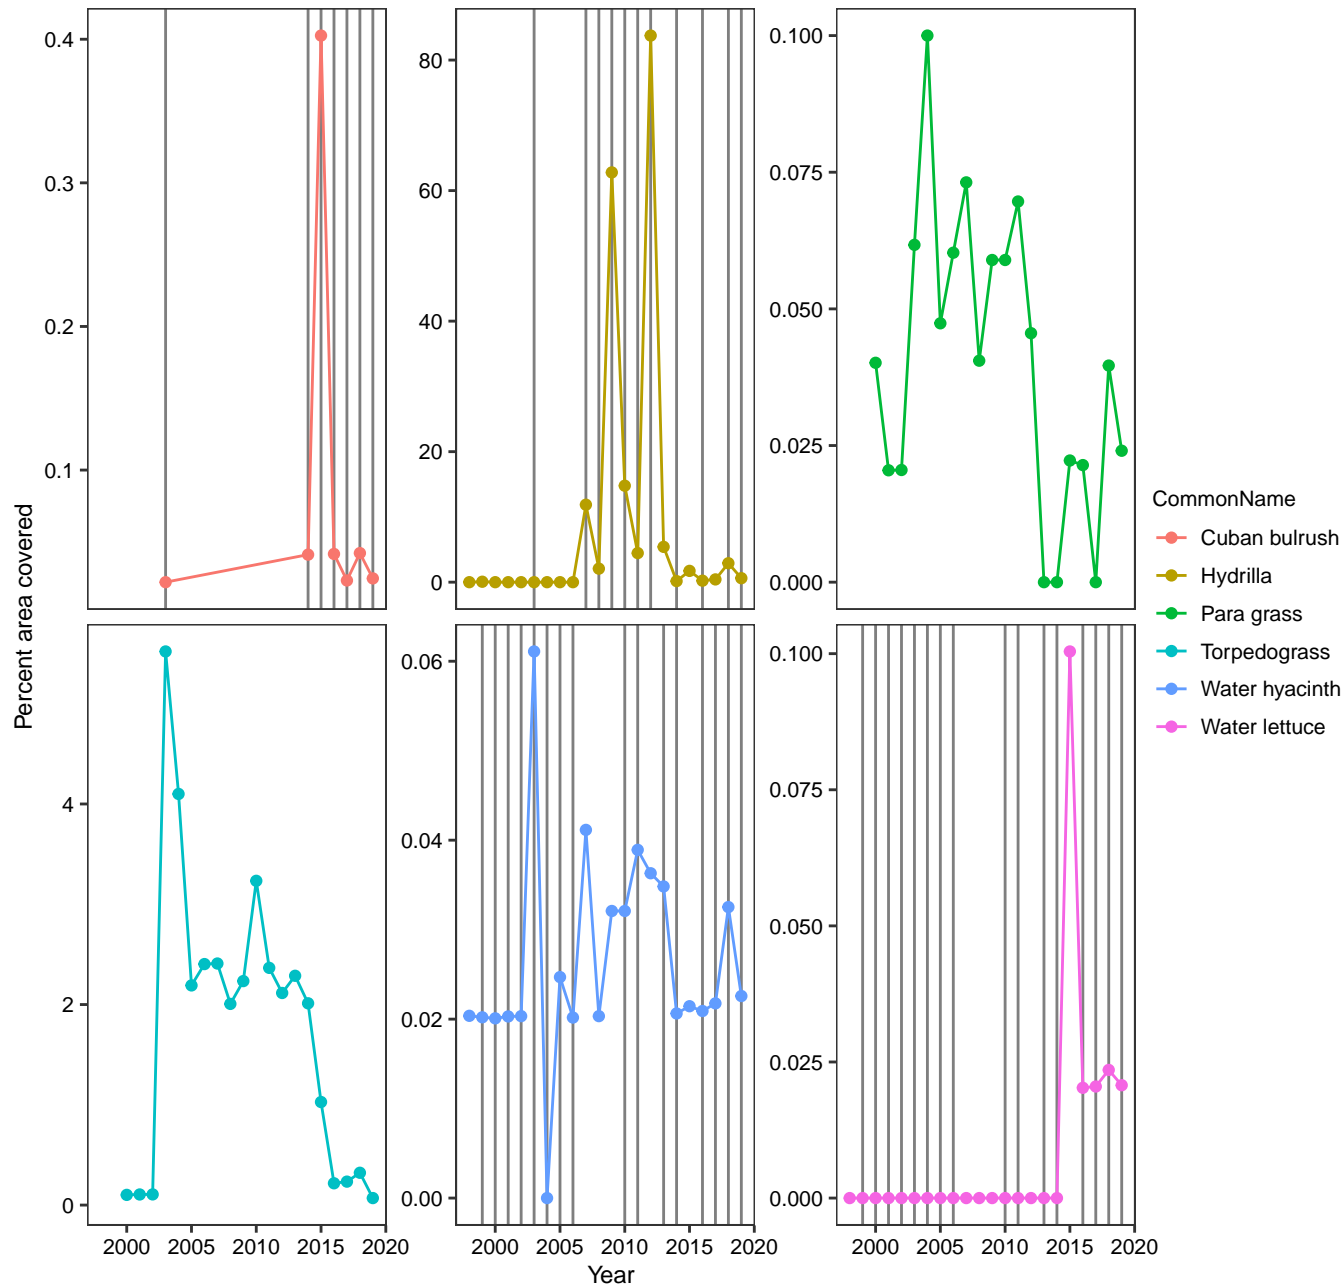 0.4
0.3
0.2
0.1
80
60
40
20
0
0.100
0.075
0.050
0.025
0.000
Percent area covered
4
2
0
0.06
0.04
0.02
0.00
0.100
0.075
0.050
0.025
0.000
2000 2005 2010 2015 2020
2000 2005 2010 2015 2020
2000 2005 2010 2015 2020
Year
CommonName
Cuban bulrush
Hydrilla
Para grass
Torpedograss
Water hyacinth
Water lettuce